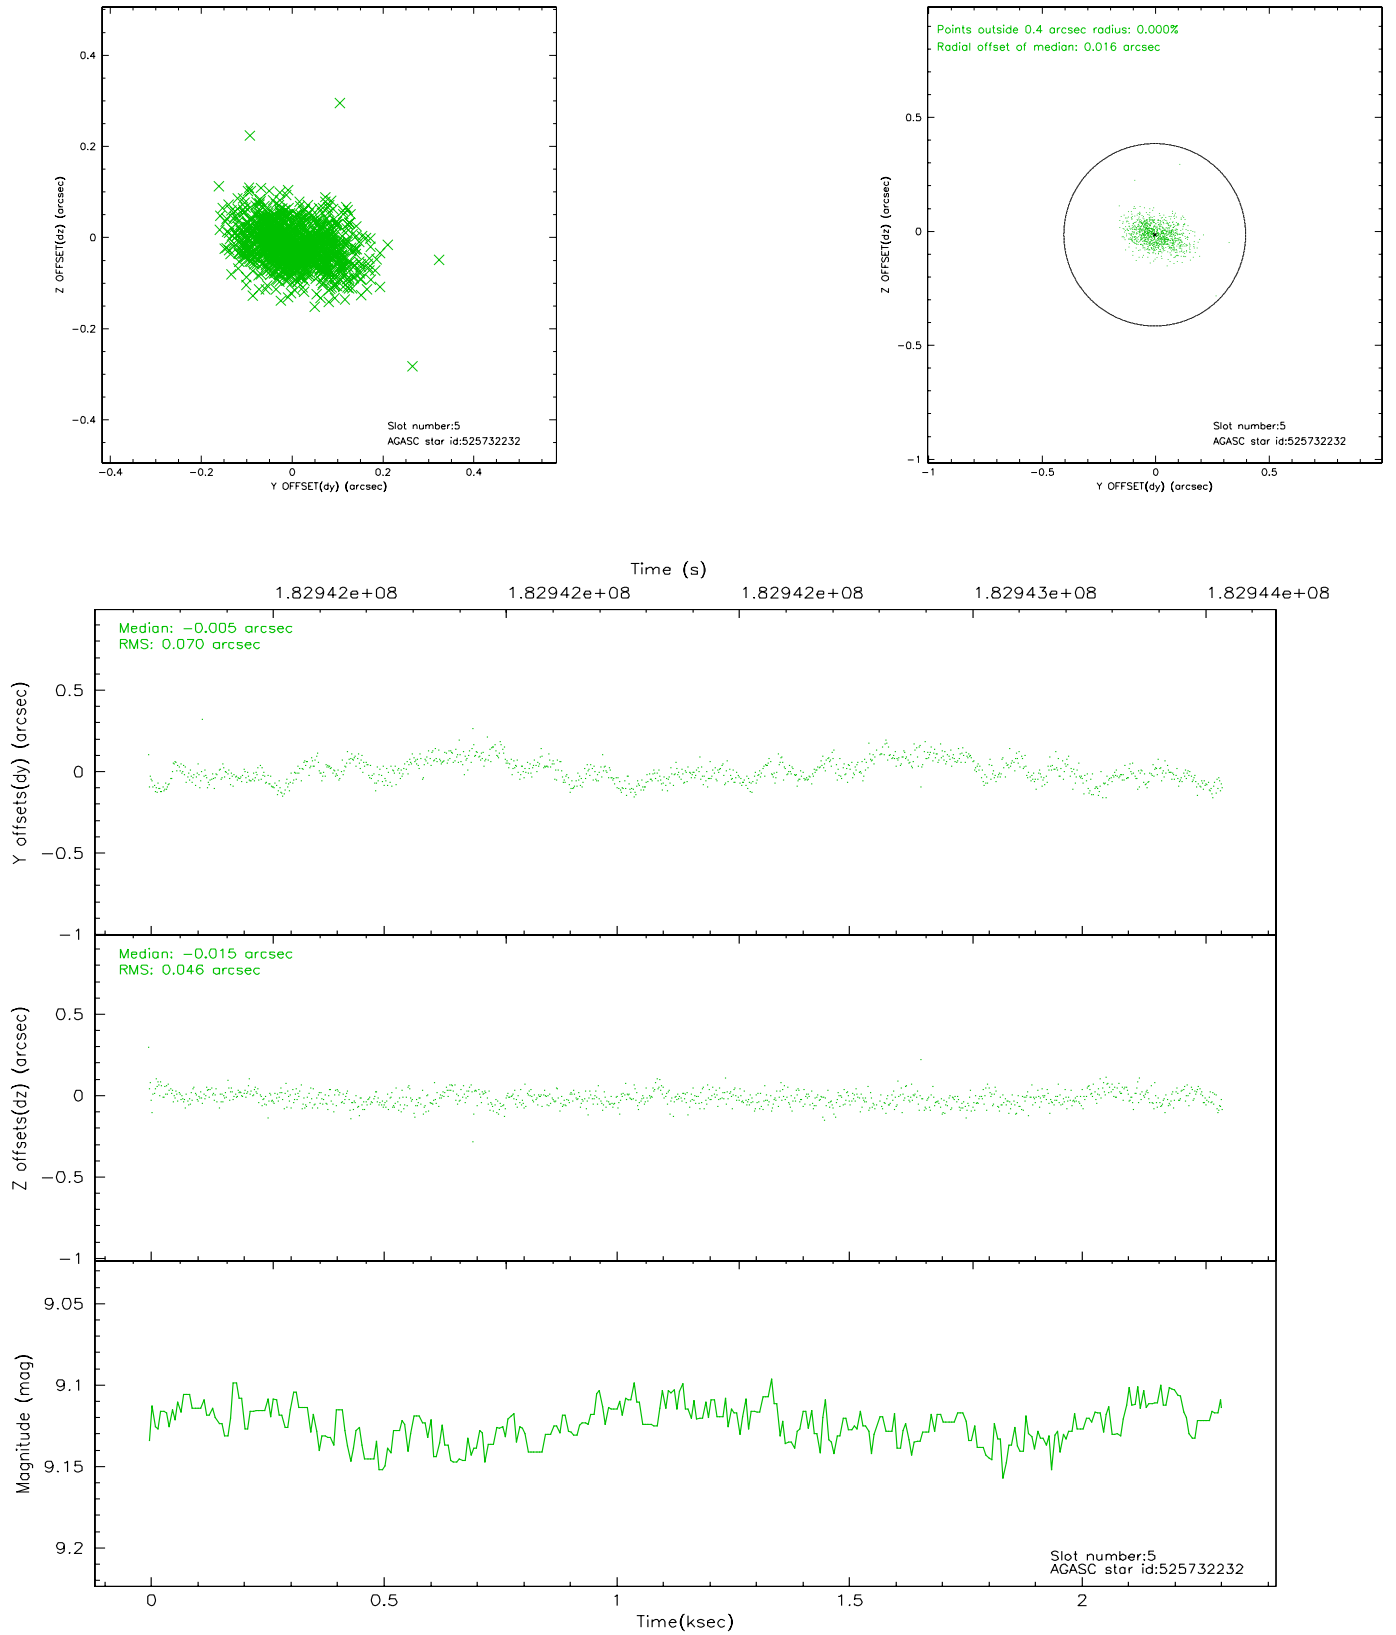 0.4
0.2
0
−0.2
−0.4
Z OFFSET(dz) (arcsec)
Slot number:5
AGASC star id:525732232
−0.4
−0.2
0
0.2
0.4
Y OFFSET(dy) (arcsec)
Points outside 0.4 arcsec radius: 0.000%
Radial offset of median: 0.016 arcsec
0.5
0
−0.5
−1
Z OFFSET(dz) (arcsec)
Slot number:5
AGASC star id:525732232
−1
−0.5
0
0.5
Y OFFSET(dy) (arcsec)
Time (s)
1.82942e+08
1.82942e+08
1.82942e+08
1.82943e+08
1.82944e+08
Median: −0.005 arcsec
RMS: 0.070 arcsec
0.5
0
−0.5
−1
Y offsets(dy) (arcsec)
Median: −0.015 arcsec
RMS: 0.046 arcsec
0.5
0
−0.5
−1
Z offsets(dz) (arcsec)
9.05
9.1
9.15
9.2
Magnitude (mag)
Slot number:5
AGASC star id:525732232
0
0.5
1
1.5
2
Time(ksec)